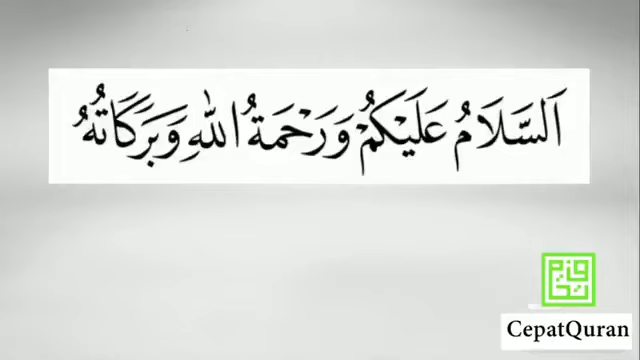 اَلسَّلَامُ عَلَيْكُمْ وَرَحْمَةُ اللهِ وَبَرَكَاتُهُ
CepatQuran